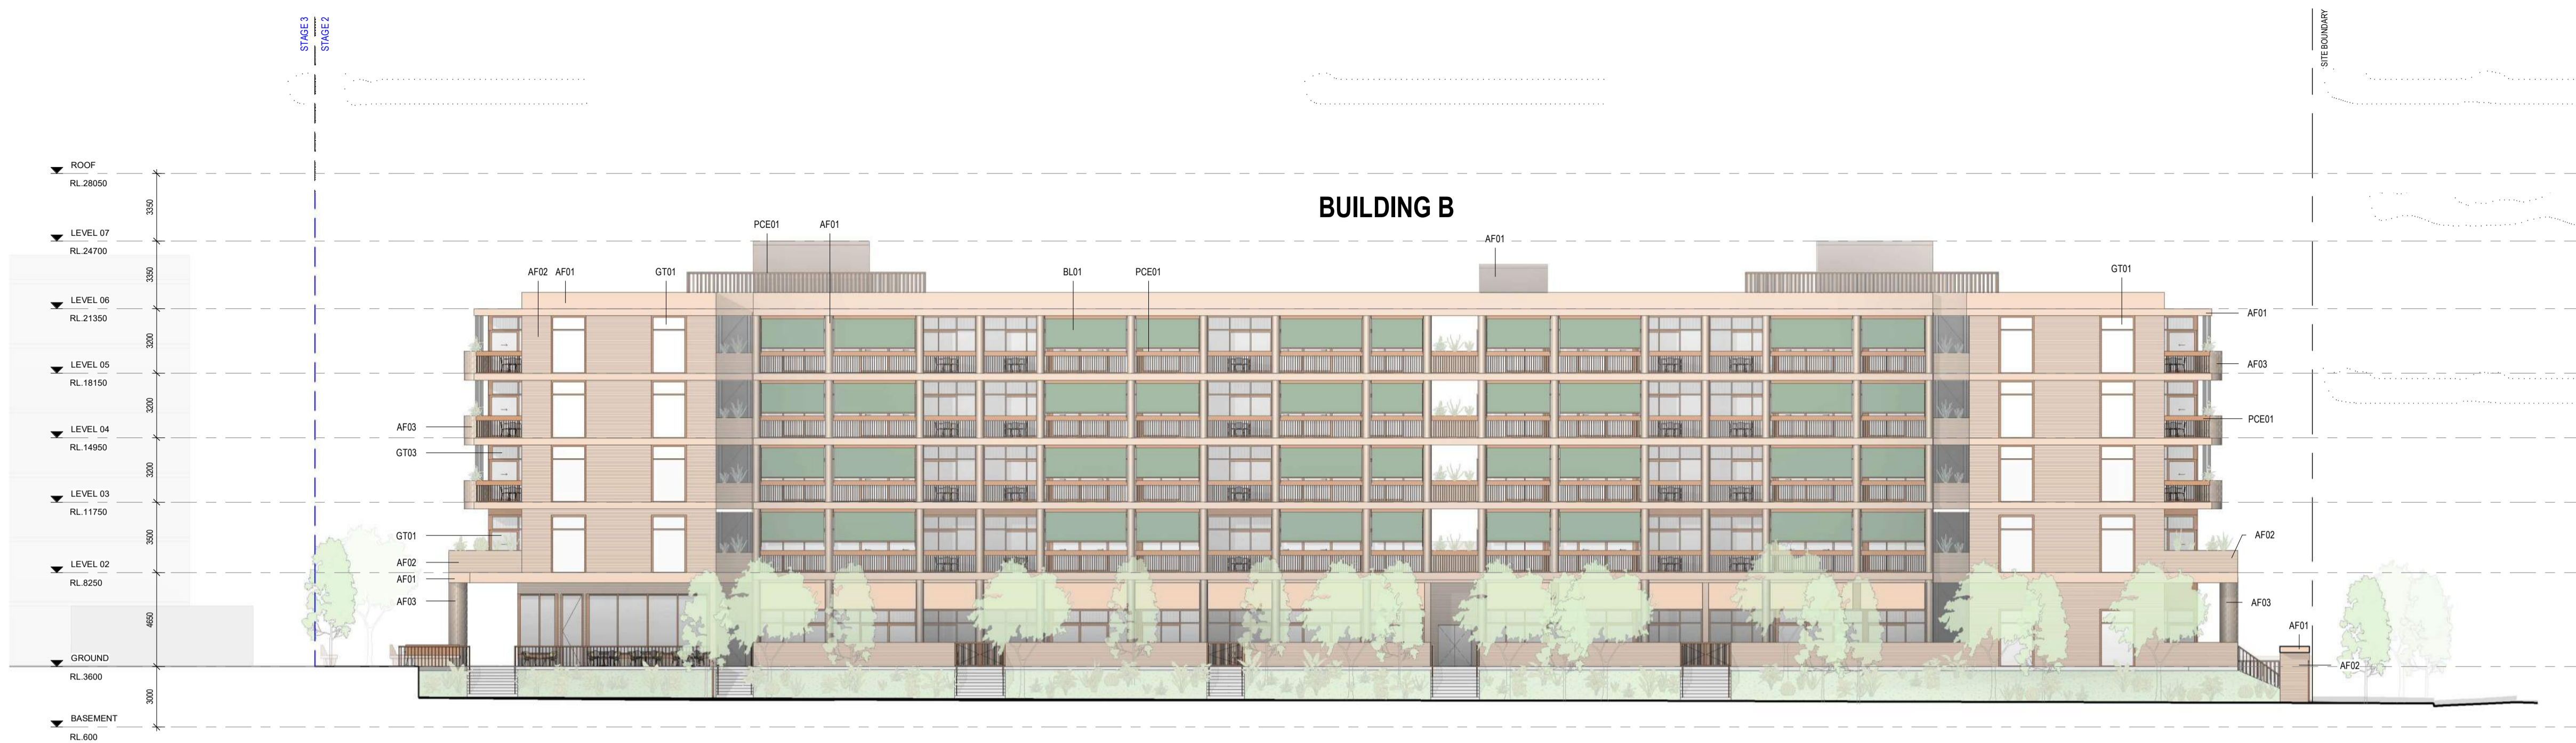 STAGE 3
STAGE 2
SITE BOUNDARY
ROOF
RL.28050
3350
BUILDING B
LEVEL 07
RL.24700
3350
PCE01
AF01
AF01
AF02
AF01
GT01
BL01
PCE01
GT01
LEVEL 06
RL.21350
3200
AF01
LEVEL 05
RL.18150
3200
AF03
LEVEL 04
RL.14950
3200
AF03
GT03
PCE01
LEVEL 03
RL.11750
3500
GT01
AF02
LEVEL 02
RL.8250
4650
AF02
AF01
AF03
AF03
AF01
GROUND
RL.3600
3000
AF02
BASEMENT
RL.600